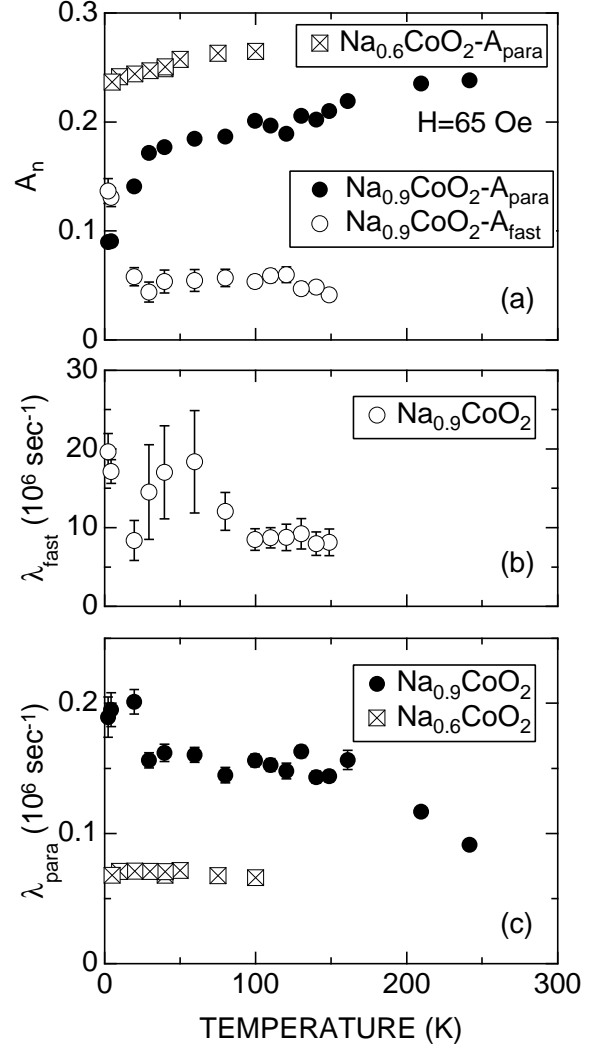 0.3
Na₀.₆CoO₂-Aₚₐᵣₐ
0.2
H=65 Oe
Aₙ
Na₀.₉CoO₂-Aₚₐᵣₐ
Na₀.₉CoO₂-A_fast
0.1
(a)
0
30
Na₀.₉CoO₂
20
λ_fast (10⁶ sec⁻¹)
10
(b)
0
Na₀.₉CoO₂
Na₀.₆CoO₂
0.2
λₚₐᵣₐ (10⁶ sec⁻¹)
0.1
(c)
0
0 100 200 300
TEMPERATURE (K)